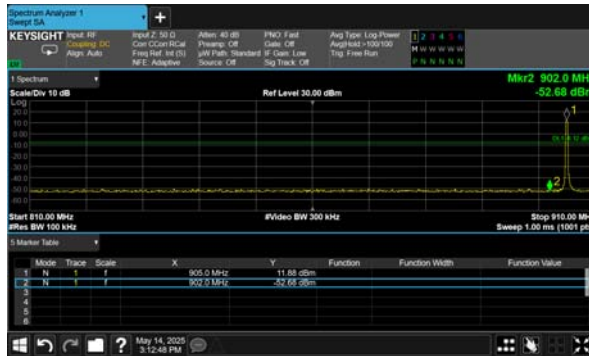 Spectrum Analyzer 1
Swept SA
+
KEYSIGHT
Input: RF
Coupling: DC
Align: Auto
Input Z: 50 Ω
Corr CCorr RCal
Freq Ref: Int (S)
NFE: Adaptive
Atten: 40 dB
Preamp: Off
µW Path: Standard
Source: Off
PNO: Fast
Gate: Off
IF Gain: Low
Sig Track: Off
Avg Type: Log-Power
Avg|Hold:>100/100
Trig: Free Run
1 2 3 4 5 6
M W W W W W
P N N N N N
1 Spectrum
Scale/Div 10 dB
Ref Level 30.00 dBm
Mkr2 902.0 MH
-52.68 dBr
Log
20.0
10.0
0.00
-10.0
-20.0
-30.0
-40.0
-50.0
-60.0
1
2
Start 810.00 MHz
#Res BW 100 kHz
#Video BW 300 kHz
Stop 910.00 MH
Sweep 1.00 ms (1001 pt
5 Marker Table
Mode Trace Scale X Y Function Function Width Function Value
1 N 1 f 905.0 MHz 11.88 dBm
2 N 1 f 902.0 MHz -52.68 dBm
3
4
5
6
?
May 14, 2025
3:12:48 PM